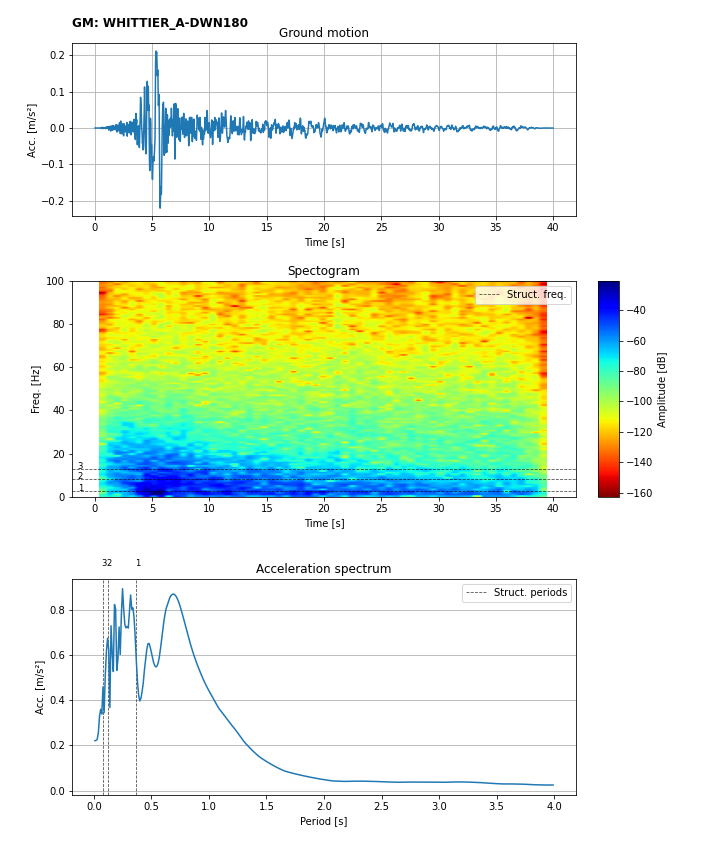 GM: WHITTIER_A-DWN180
Ground motion
0.2
0.1
0.0
−0.1
−0.2
Acc. [m/s²]
0 5 10 15 20 25 30 35 40
Time [s]
Spectogram
100
80
60
40
20
0
Freq. [Hz]
3
2
1
Struct. freq.
0 5 10 15 20 25 30 35 40
Time [s]
−40
−60
−80
−100
−120
−140
−160
Amplitude [dB]
32 1
Acceleration spectrum
Struct. periods
0.8
0.6
0.4
0.2
0.0
Acc. [m/s²]
0.0 0.5 1.0 1.5 2.0 2.5 3.0 3.5 4.0
Period [s]